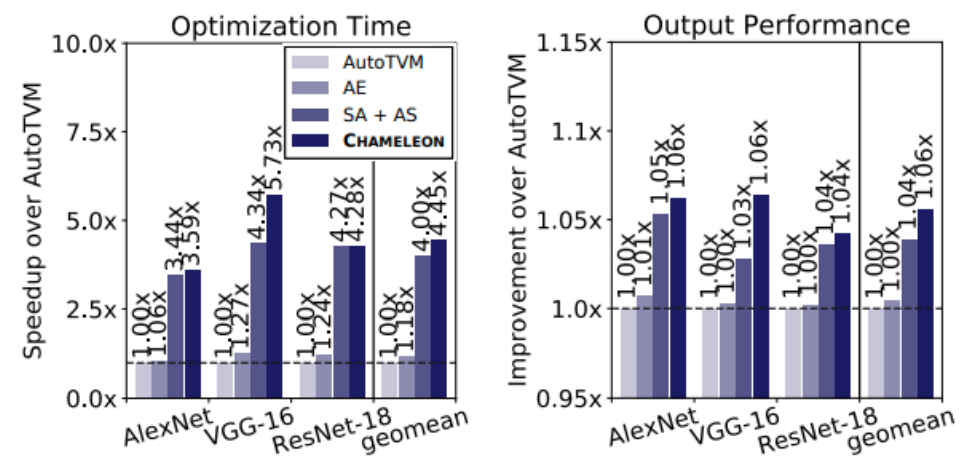 Optimization Time
Speedup over AutoTVM
10.0x
7.5x
5.0x
2.5x
0.0x
AutoTVM
AE
SA + AS
CHAMELEON
1.00x
1.06x
3.44x
3.59x
1.00x
1.27x
4.34x
5.73x
1.00x
1.24x
4.27x
4.28x
1.00x
1.18x
4.00x
4.45x
AlexNet
VGG-16
ResNet-18
geomean
Output Performance
Improvement over AutoTVM
1.15x
1.1x
1.05x
1.0x
0.95x
1.00x
1.01x
1.05x
1.06x
1.00x
1.00x
1.03x
1.06x
1.00x
1.00x
1.04x
1.04x
1.00x
1.00x
1.04x
1.06x
AlexNet
VGG-16
ResNet-18
geomean